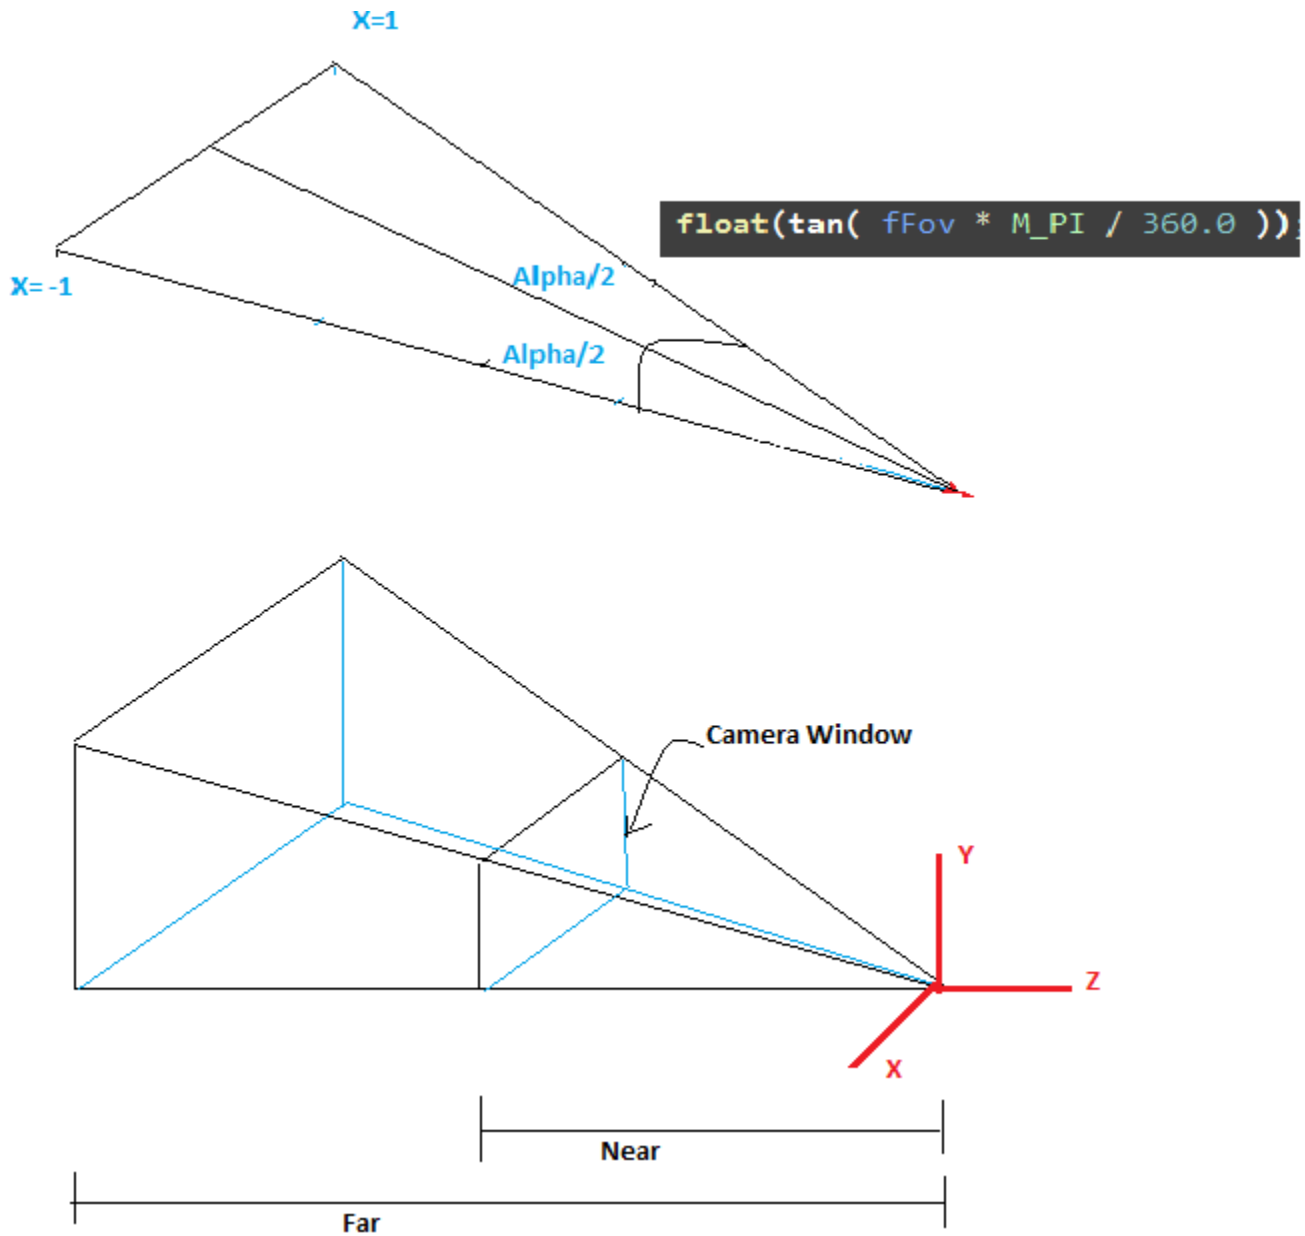 X=1
float(tan( fFov * M_PI / 360.0 ));
X= -1
Alpha/2
Alpha/2
Camera Window
Y
Z
X
Near
Far